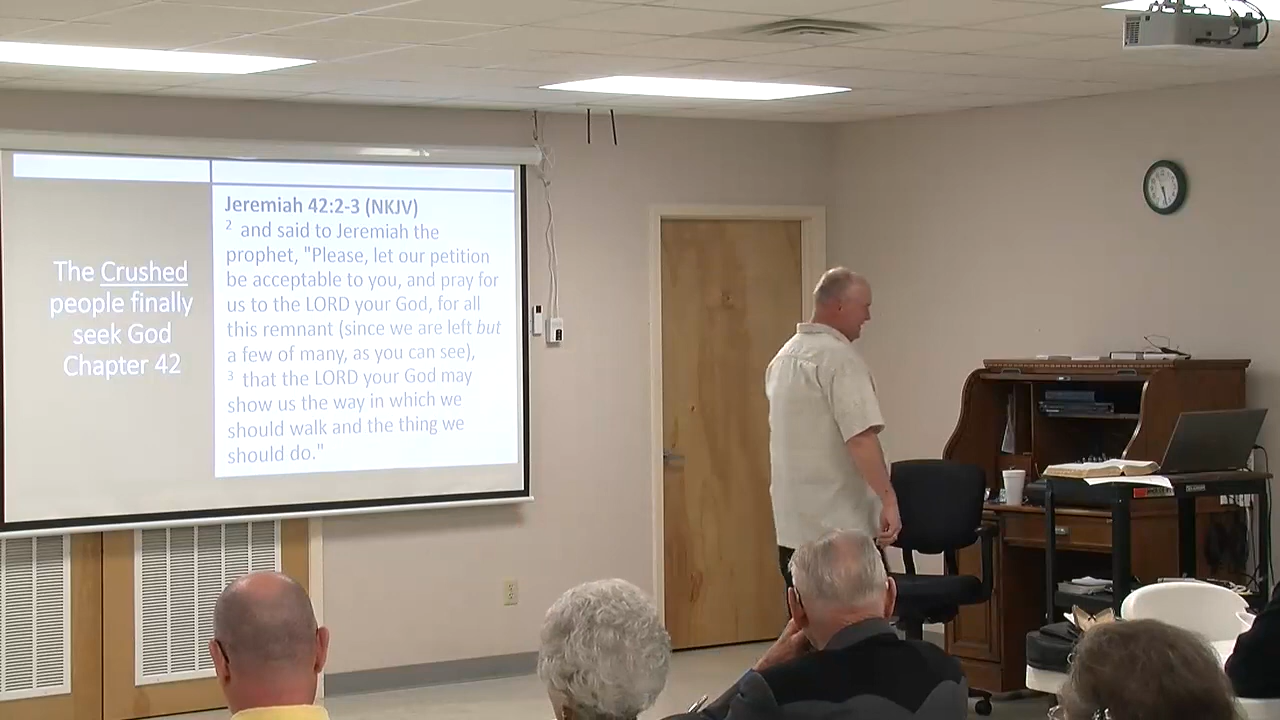 The Crushed
people finally
seek God
Chapter 42
Jeremiah 42:2-3 (NKJV)
2 and said to Jeremiah the
prophet, "Please, let our petition
be acceptable to you, and pray for
us to the LORD your God, for all
this remnant (since we are left but
a few of many, as you can see),
3 that the LORD your God may
show us the way in which we
should walk and the thing we
should do."